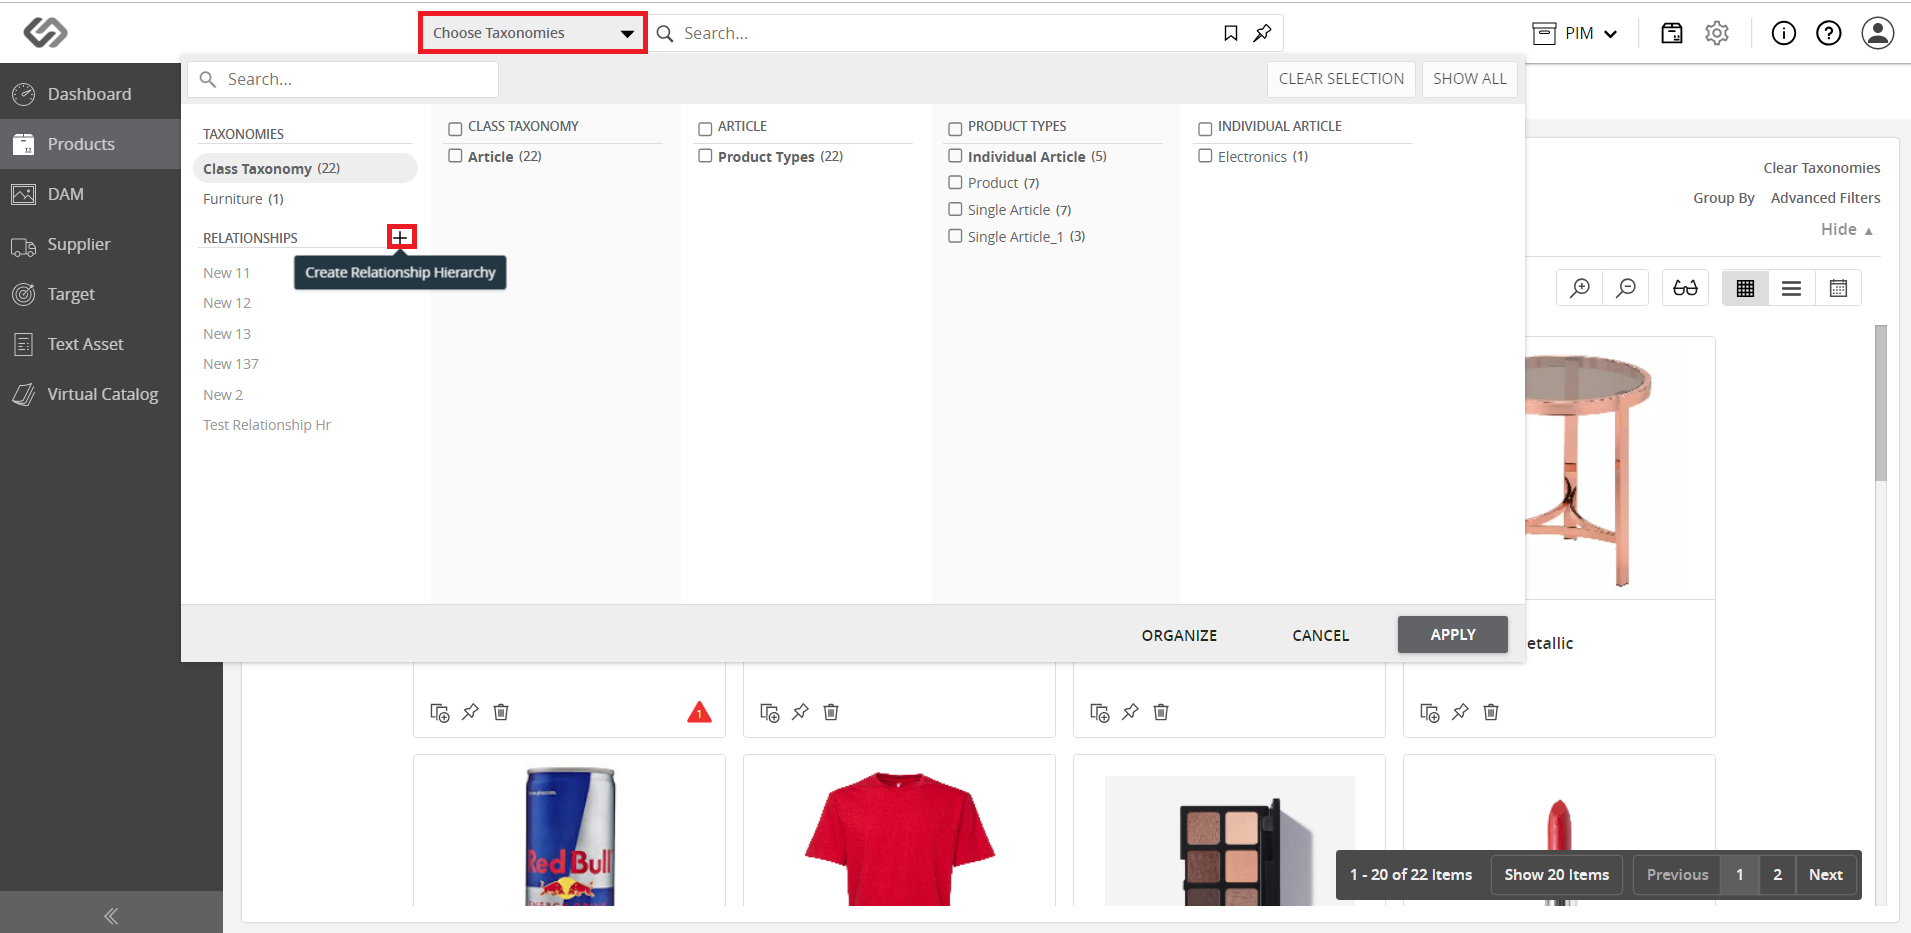 Choose Taxonomies
Search...
PIM
Search...
CLEAR SELECTION
SHOW ALL
Dashboard
Products
DAM
Supplier
Target
Text Asset
Virtual Catalog
TAXONOMIES
Class Taxonomy (22)
Furniture (1)
RELATIONSHIPS
Create Relationship Hierarchy
New 11
New 12
New 13
New 137
New 2
Test Relationship Hr
CLASS TAXONOMY
Article (22)
ARTICLE
Product Types (22)
PRODUCT TYPES
Individual Article (5)
Product (7)
Single Article (7)
Single Article_1 (3)
INDIVIDUAL ARTICLE
Electronics (1)
Clear Taxonomies
Group By Advanced Filters
Hide
ORGANIZE
CANCEL
APPLY
etallic
1
Red Bull
1 - 20 of 22 Items
Show 20 Items
Previous
1
2
Next